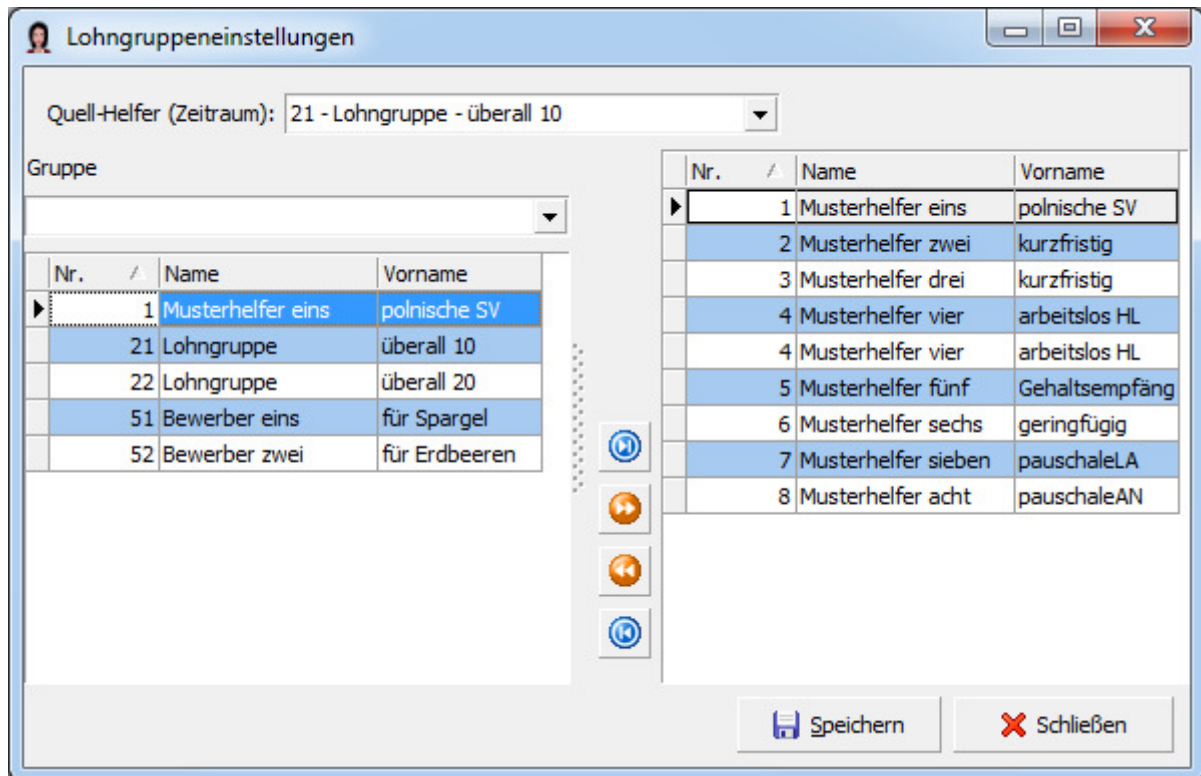 Lohngruppeneinstellungen
Quell-Helfer (Zeitraum): 21 - Lohngruppe - überall 10
Gruppe
Nr. Name Vorname
1 Musterhelfer eins polnische SV
21 Lohngruppe überall 10
22 Lohngruppe überall 20
51 Bewerber eins für Spargel
52 Bewerber zwei für Erdbeeren
Nr. Name Vorname
1 Musterhelfer eins polnische SV
2 Musterhelfer zwei kurzfristig
3 Musterhelfer drei kurzfristig
4 Musterhelfer vier arbeitslos HL
4 Musterhelfer vier arbeitslos HL
5 Musterhelfer fünf Gehaltsempfäng
6 Musterhelfer sechs geringfügig
7 Musterhelfer sieben pauschaleLA
8 Musterhelfer acht pauschaleAN
Speichern Schließen